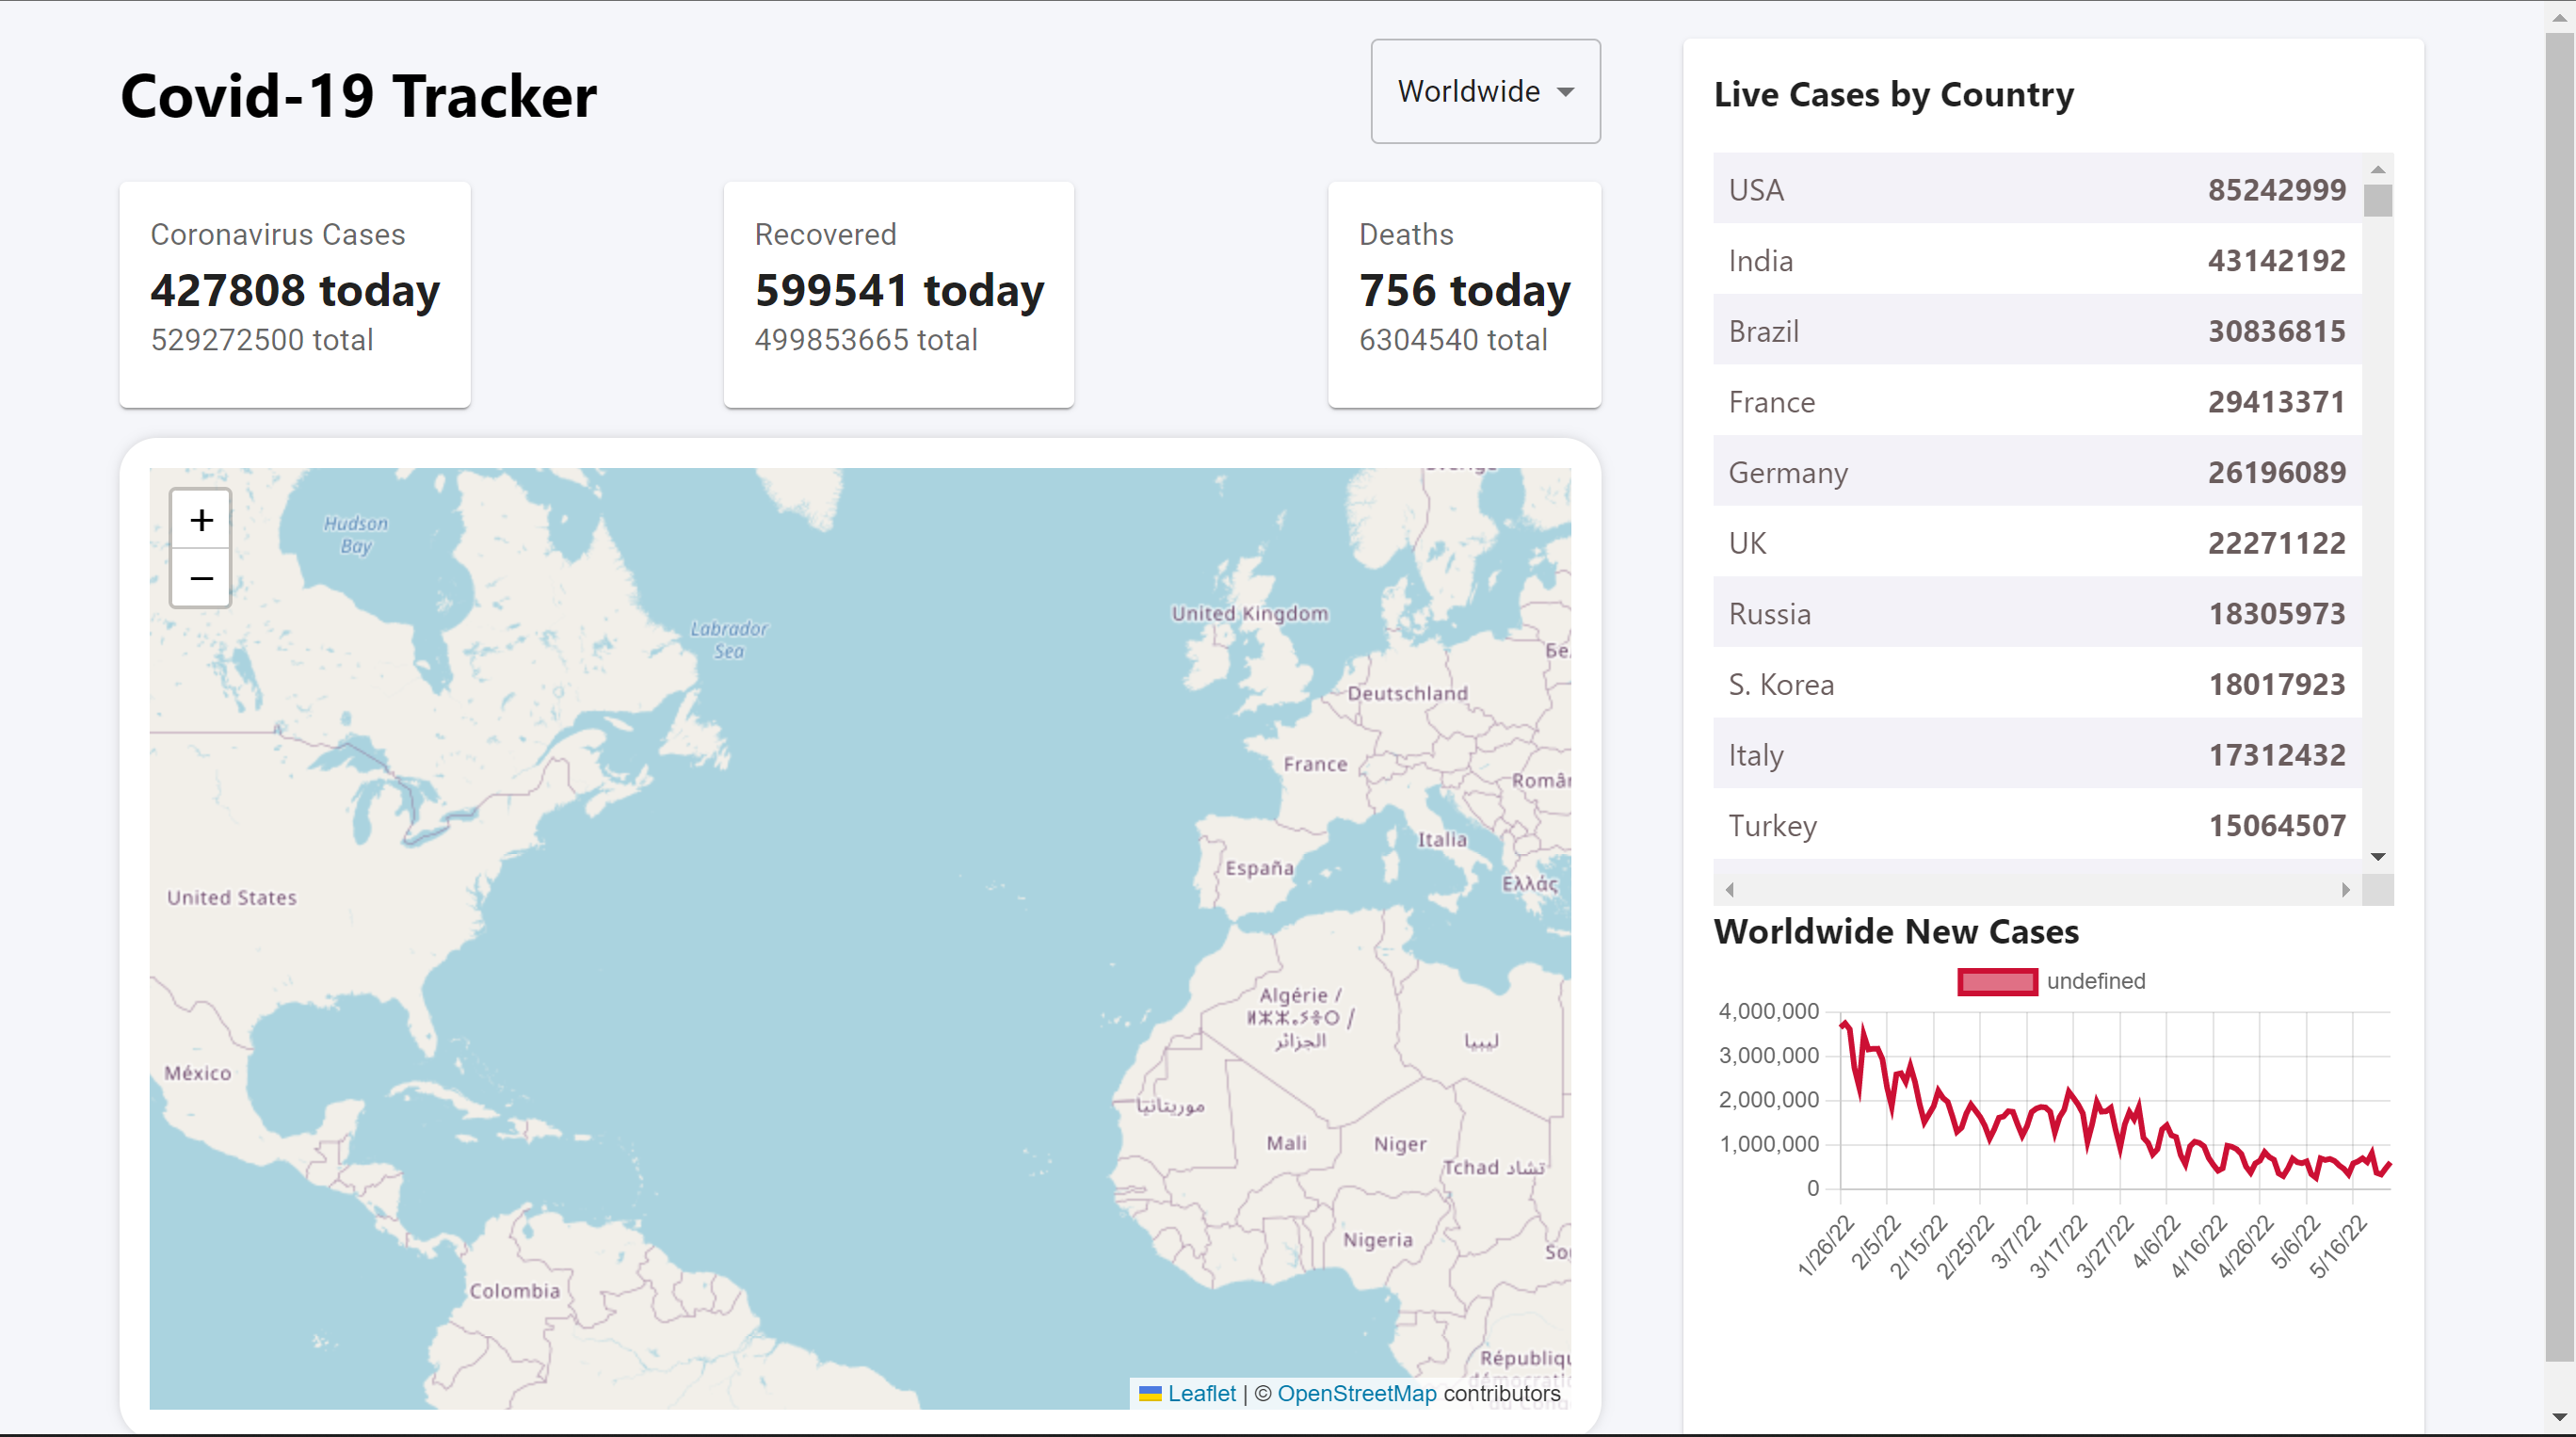 Covid-19 Tracker
Worldwide
Coronavirus Cases
427808 today
529272500 total
Recovered
599541 today
499853665 total
Deaths
756 today
6304540 total
+
−
Hudson
Bay
Labrador
Sea
United Kingdom
Бе
Deutschland
France
Româ
Italia
España
Ελλάς
United States
Algérie /
ⵍⵣⵣⴰⵢⴻⵔ /
الجزائر
ليبيا
México
موريتانيا
Mali
Niger
Tchad تشاد
Nigeria
So
Colombia
Républiqu
Leaflet | © OpenStreetMap contributors
Live Cases by Country
USA 85242999
India 43142192
Brazil 30836815
France 29413371
Germany 26196089
UK 22271122
Russia 18305973
S. Korea 18017923
Italy 17312432
Turkey 15064507
Worldwide New Cases
undefined
4,000,000
3,000,000
2,000,000
1,000,000
0
1/26/22 2/5/22 2/15/22 2/25/22 3/7/22 3/17/22 3/27/22 4/6/22 4/16/22 4/26/22 5/6/22 5/16/22